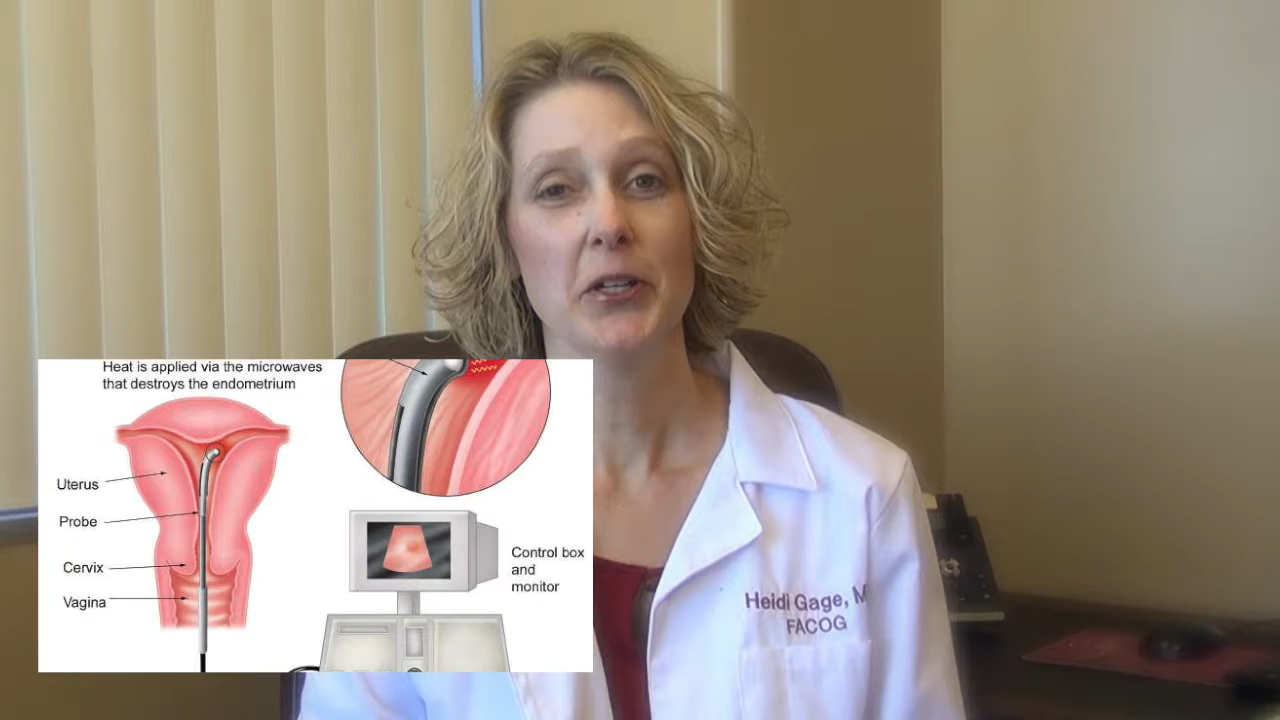 Heat is applied via the microwaves
that destroys the endometrium
Uterus
Probe
Cervix
Vagina
Control box
and
monitor
Heidi Gage, M
FACOG